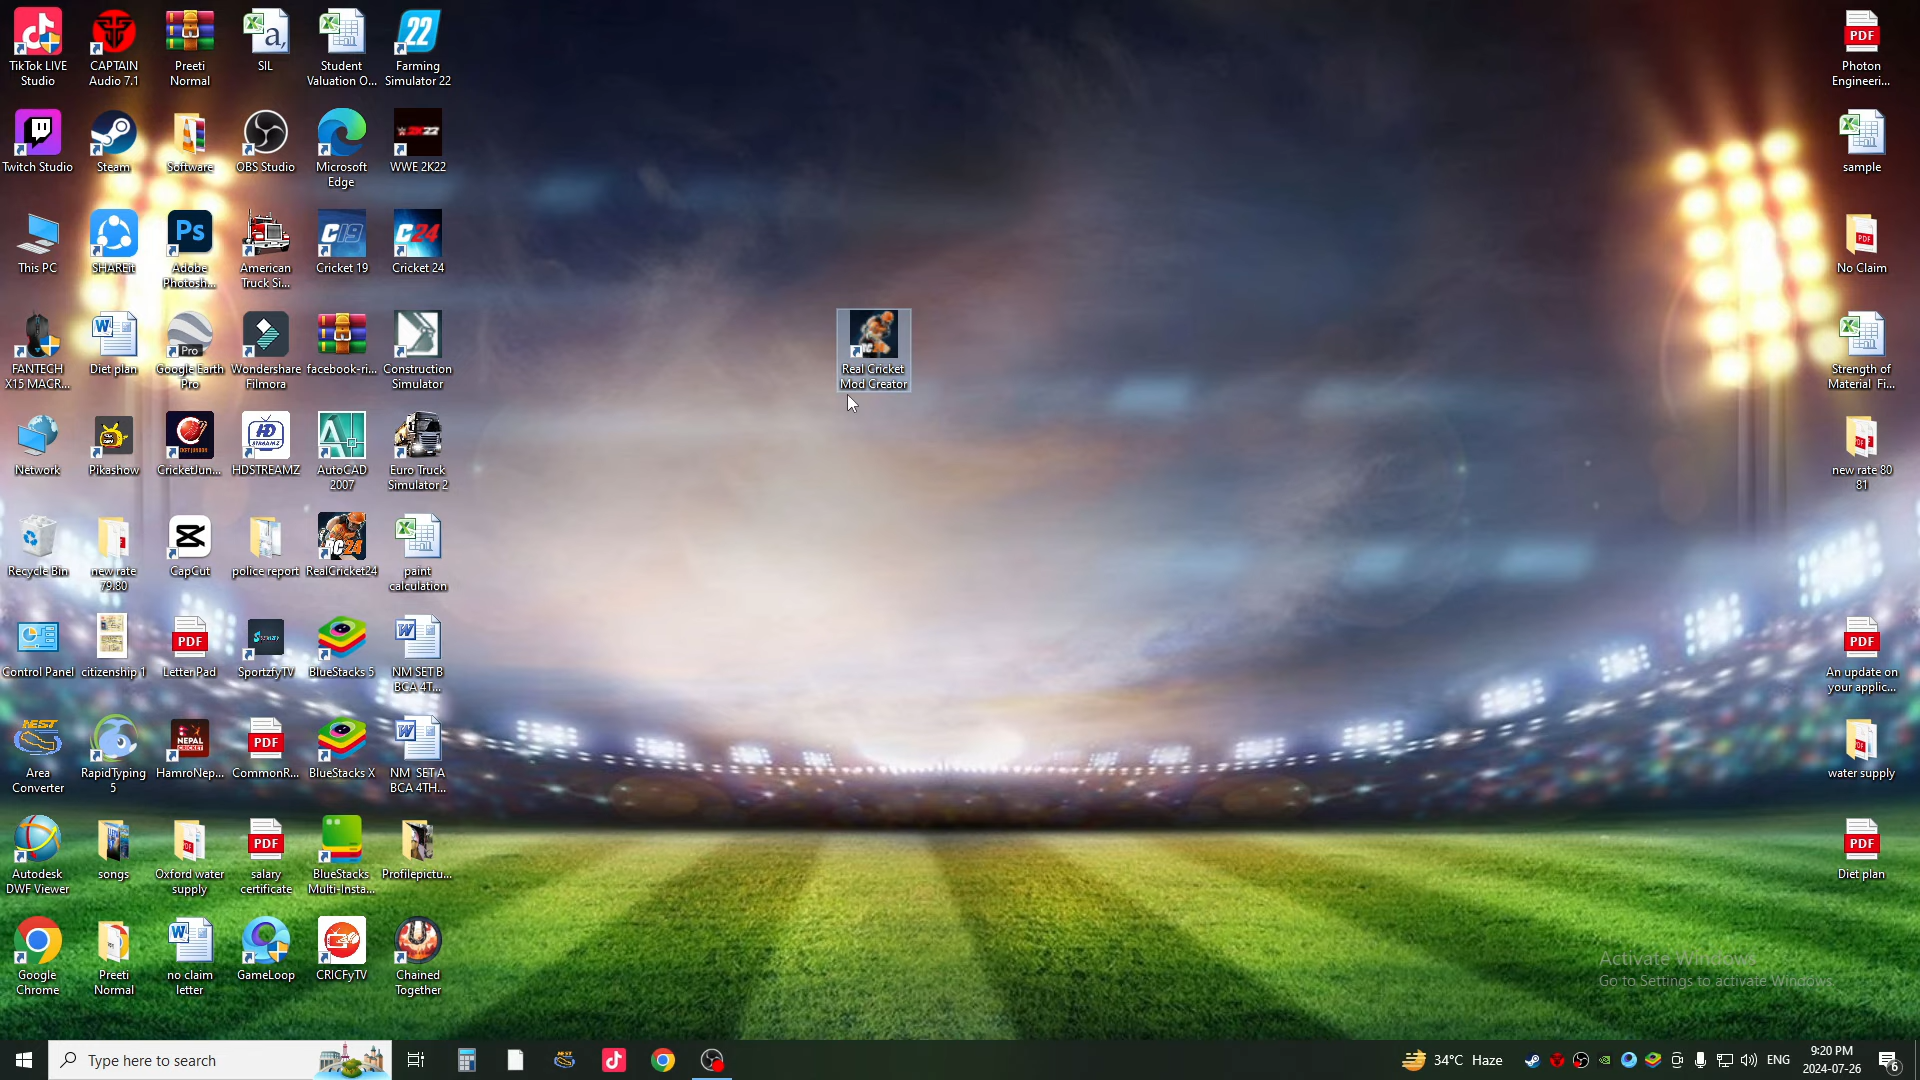 TikTok LIVE
Studio
CAPTAIN
Audio 7.1
Preeti
Normal
SIL
Student
Valuation O...
Farming
Simulator 22
Twitch Studio
Steam
Software
OBS Studio
Microsoft
Edge
WWE 2K22
This PC
SHAREit
Adobe
Photosh...
American
Truck Si...
Cricket 19
Cricket 24
FANTECH
X15 MACR...
Diet plan
Google Earth
Pro
Wondershare
Filmora
facebook-ri...
Construction
Simulator
Real Cricket
Mod Creator
Network
Pikashow
CricketJun...
HDSTREAMZ
AutoCAD
2007
Euro Truck
Simulator 2
Recycle Bin
new rate
79.80
CapCut
police report
RealCricket24
paint
calculation
Control Panel
citizenship 1
LetterPad
SportzfyTV
BlueStacks 5
NM SET B
BCA 4T...
Area
Converter
RapidTyping
5
HamroNep...
CommonR...
BlueStacks X
NM SET A
BCA 4TH...
Autodesk
DWF Viewer
songs
Oxford water
supply
salary
certificate
BlueStacks
Multi-Insta...
Profilepictu...
Google
Chrome
Preeti
Normal
no claim
letter
GameLoop
CRICFyTV
Chained
Together
Photon
Engineeri...
sample
No Claim
Strength of
Material Fi...
new rate 80
81
An update on
your applic...
water supply
Diet plan
Activate Windows
Go to Settings to activate Windows.
Type here to search
34°C Haze
ENG
9:20 PM
2024-07-26
6